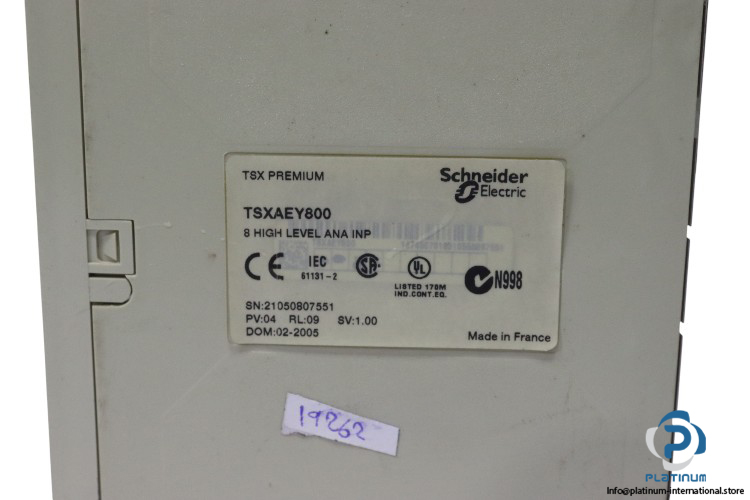 TSX PREMIUM
Schneider
Electric
TSXAEY800
8 HIGH LEVEL ANA INP
CE
IEC
61131-2
SA
UL
LISTED 178M
IND.CONT.EQ.
N998
SN:21050807551
PV:04 RL:09 SV:1.00
DOM:02-2005
Made in France
19262
PLATINUM
Info@platinum-international.store